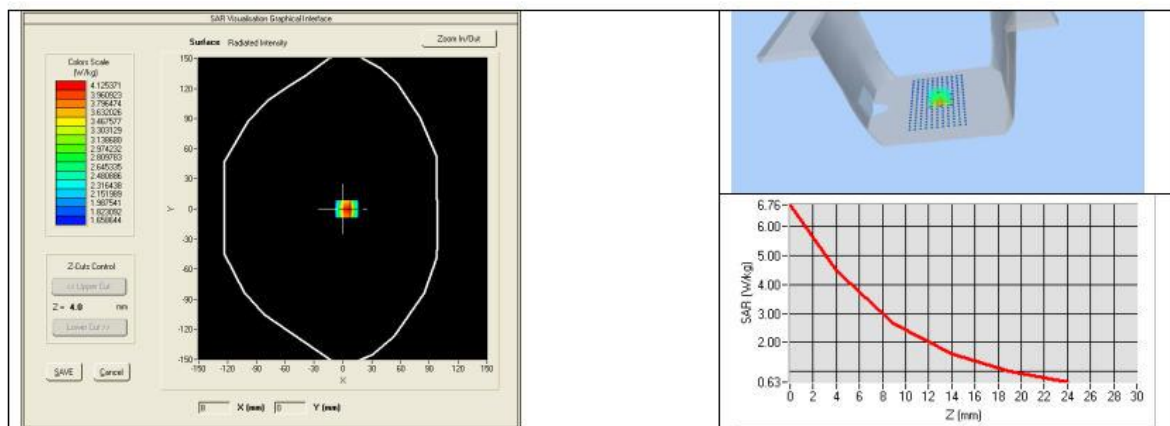 SAR Visualisation Graphical Interface
Surface Radiated Intensity
Zoom In/Out
Colors Scale
(W/kg)
4.125371
3.960923
3.796474
3.632026
3.467577
3.303129
3.138680
2.974232
2.809783
2.645335
2.480886
2.316438
2.151989
1.987541
1.823092
1.658644
Z-Cuts Control
<< Upper Cut
Z = 4.0 mm
Lower Cut >>
SAVE Cancel
150
120
90
60
30
0
-30
-60
-90
-120
-150
Y
-150 -120 -90 -60 -30 0 30 60 90 120 150
X
X (mm) 0 Y (mm)
6.76
6.00
5.00
4.00
3.00
2.00
0.63
SAR (W/kg)
0 2 4 6 8 10 12 14 16 18 20 22 24 26 28 30
Z (mm)